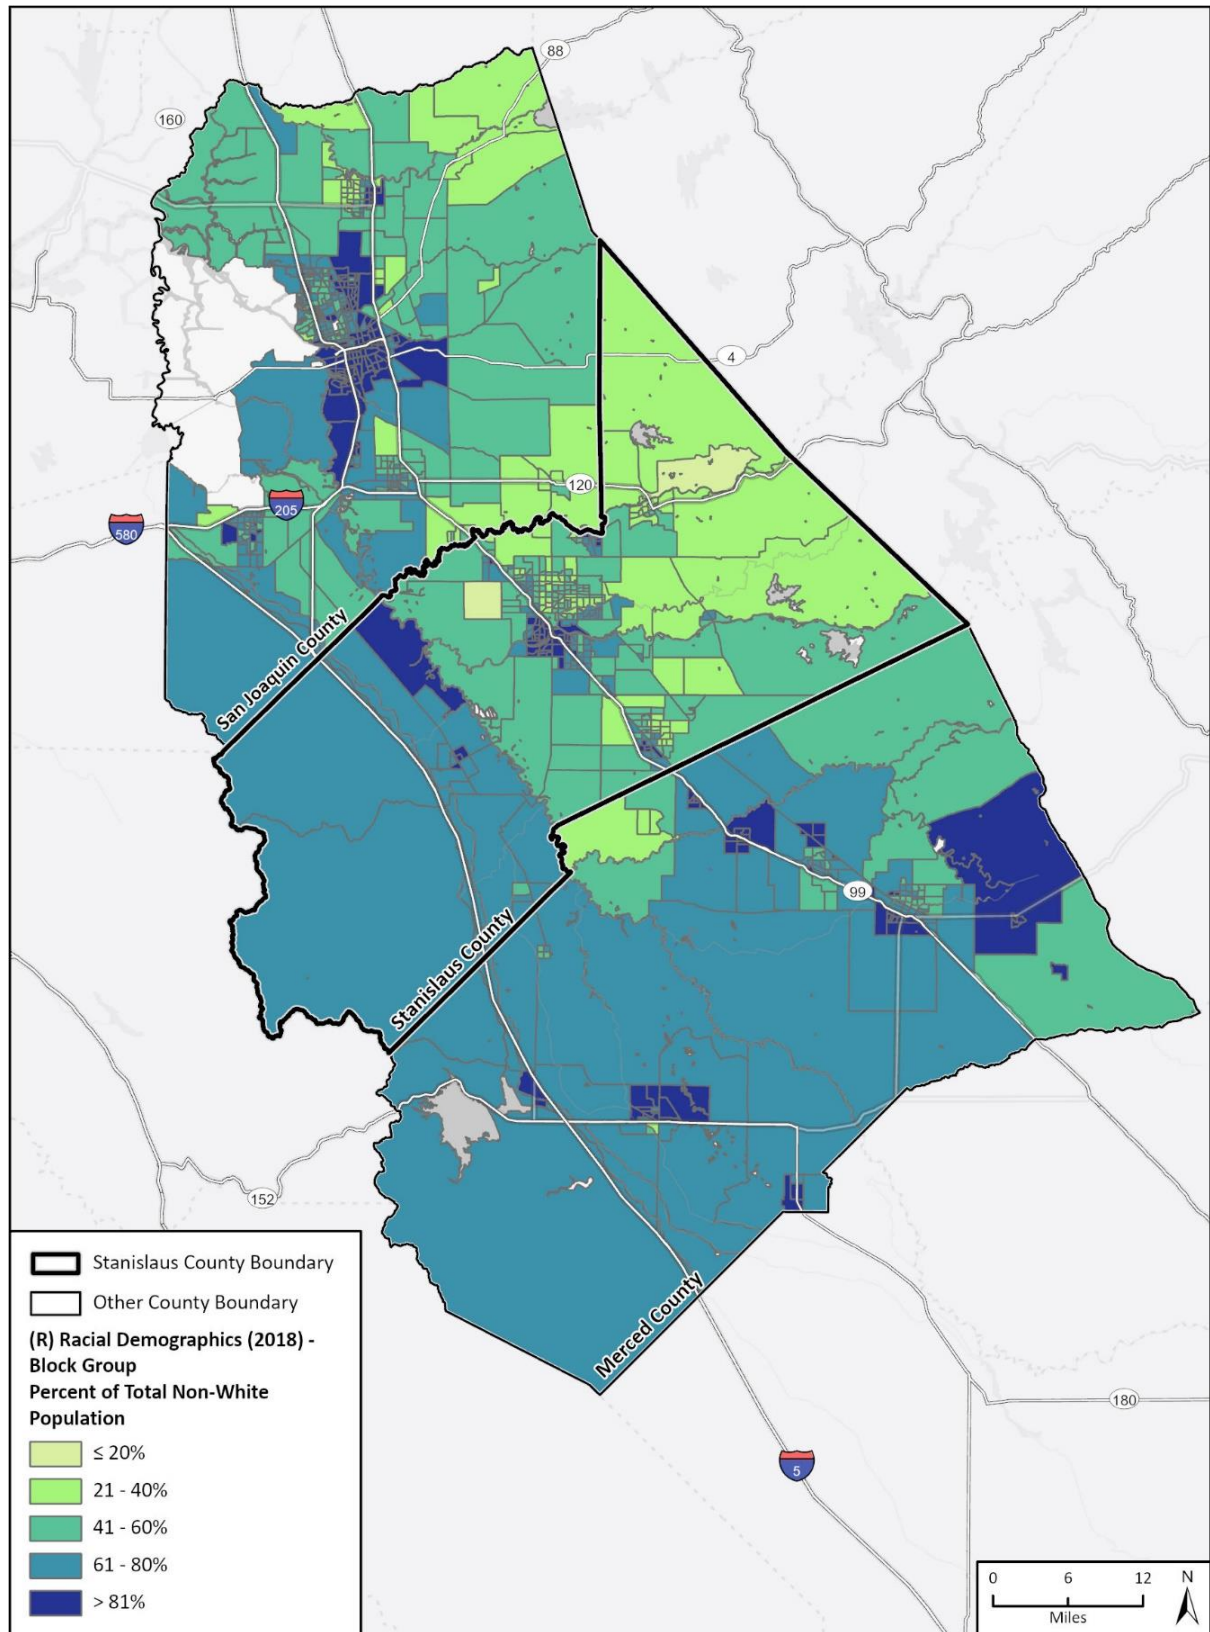 88
160
4
120
205
580
San Joaquin County
99
Stanislaus County
152
Merced County
180
5
Stanislaus County Boundary
Other County Boundary
(R) Racial Demographics (2018) -
Block Group
Percent of Total Non-White
Population
≤ 20%
21 - 40%
41 - 60%
61 - 80%
> 81%
0 6 12
Miles
N